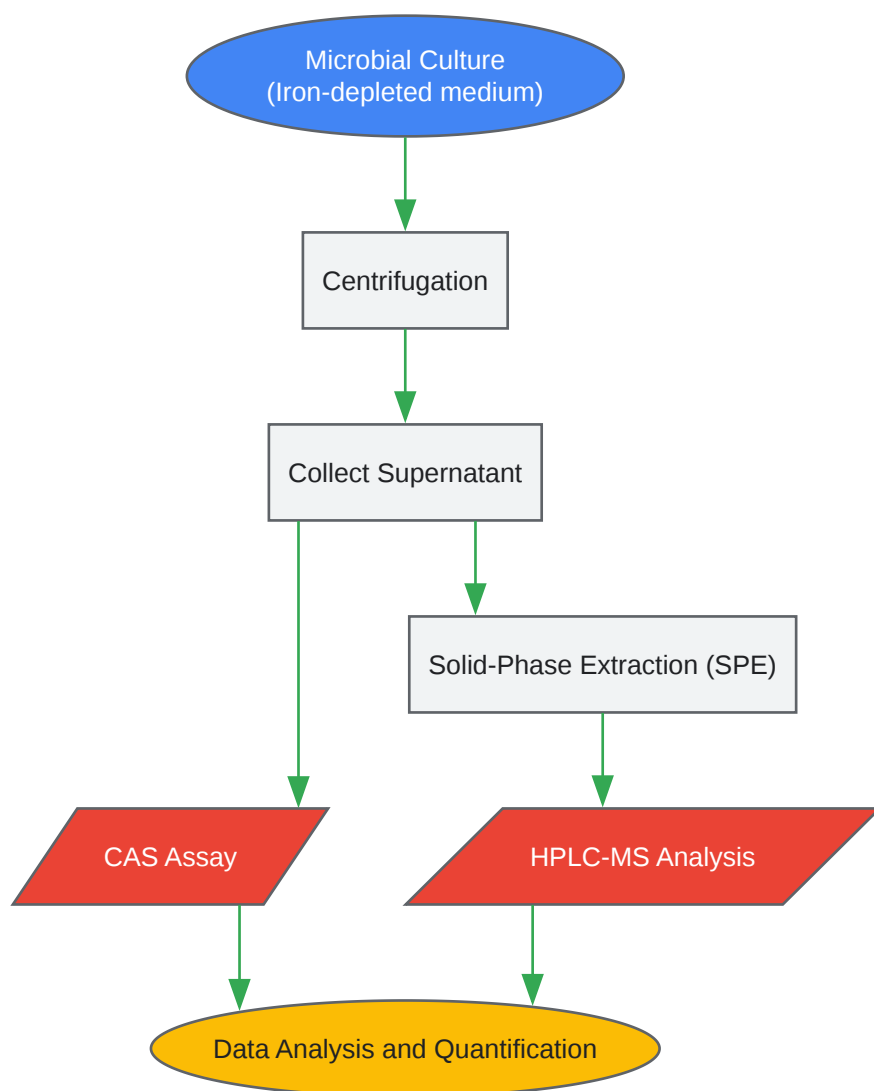 Microbial Culture
(Iron-depleted medium)
Centrifugation
Collect Supernatant
Solid-Phase Extraction (SPE)
CAS Assay
HPLC-MS Analysis
Data Analysis and Quantification